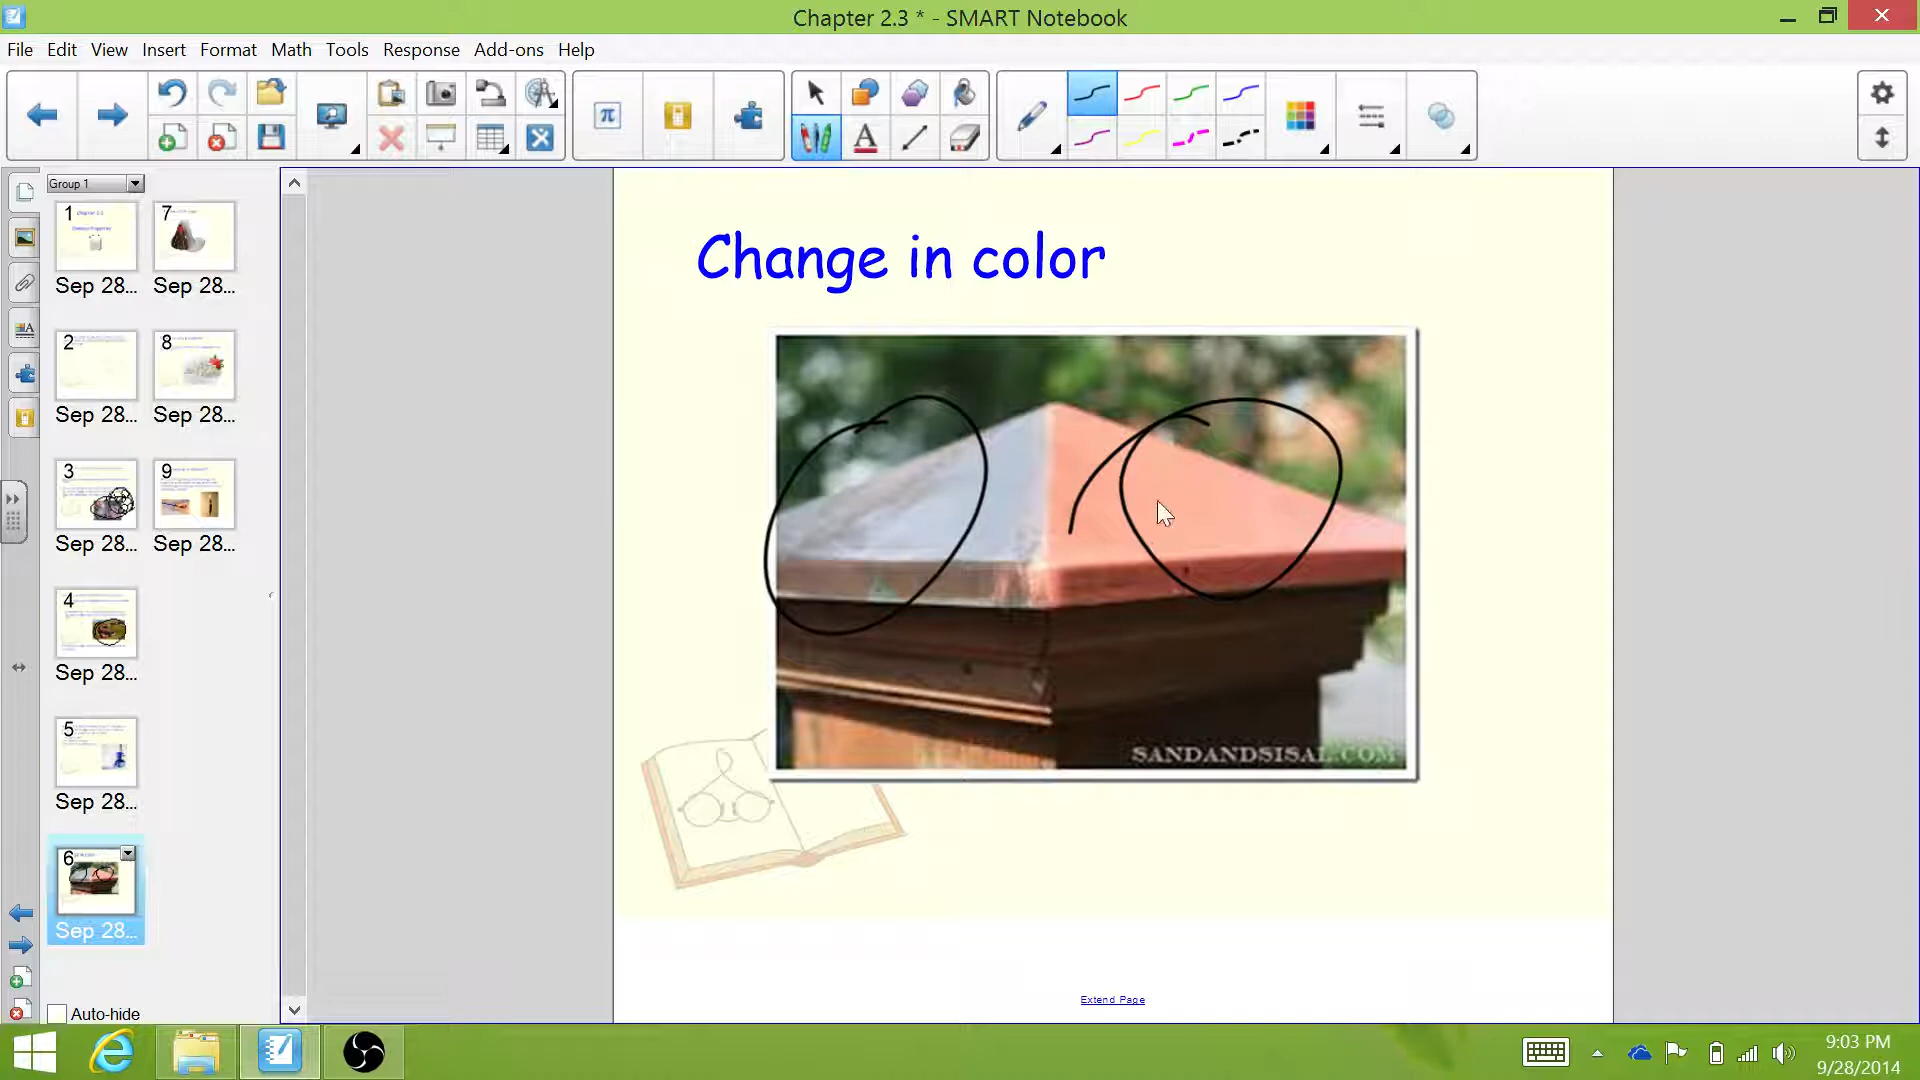 Chapter 2.3 * - SMART Notebook
File Edit View Insert Format Math Tools Response Add-ons Help
Group 1
1
7
Sep 28... Sep 28...
2
8
Sep 28... Sep 28...
3
9
Sep 28... Sep 28...
4
Sep 28...
5
Sep 28...
6
Sep 28...
Auto-hide
Change in color
SANDANDSISAL.COM
Extend Page
9:03 PM
9/28/2014